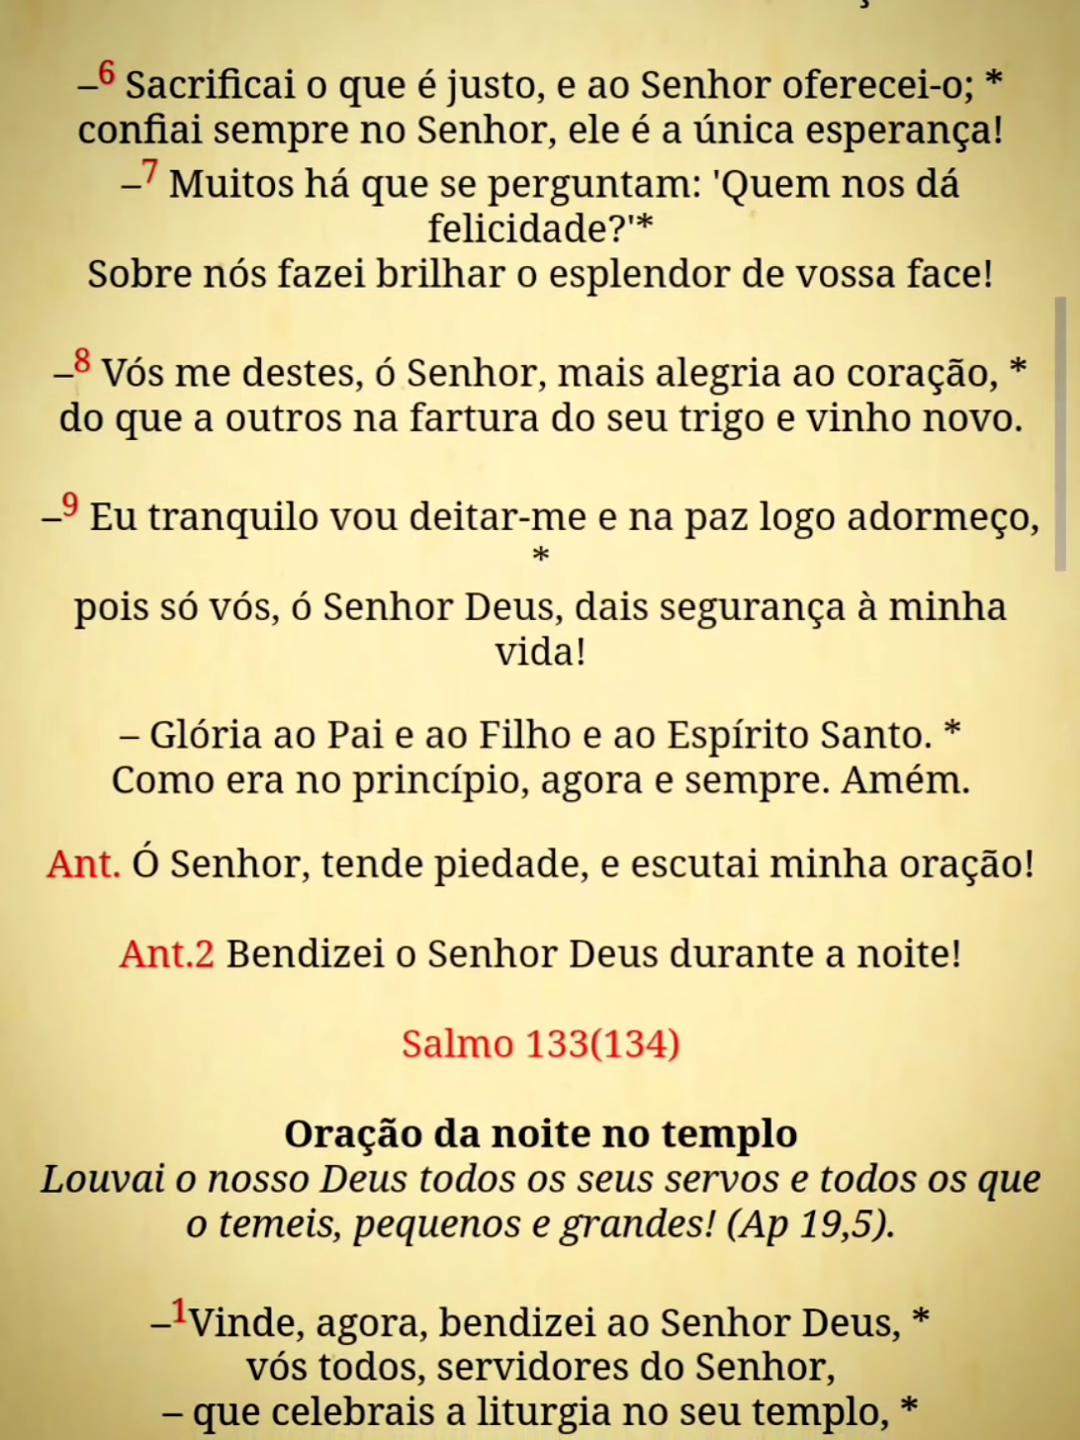 –6 Sacrificai o que é justo, e ao Senhor oferecei-o; *
confiai sempre no Senhor, ele é a única esperança!
–7 Muitos há que se perguntam: 'Quem nos dá
felicidade?'*
Sobre nós fazei brilhar o esplendor de vossa face!
–8 Vós me destes, ó Senhor, mais alegria ao coração, *
do que a outros na fartura do seu trigo e vinho novo.
–9 Eu tranquilo vou deitar-me e na paz logo adormeço,
*
pois só vós, ó Senhor Deus, dais segurança à minha
vida!
– Glória ao Pai e ao Filho e ao Espírito Santo. *
Como era no princípio, agora e sempre. Amém.
Ant. Ó Senhor, tende piedade, e escutai minha oração!
Ant.2 Bendizei o Senhor Deus durante a noite!
Salmo 133(134)
Oração da noite no templo
Louvai o nosso Deus todos os seus servos e todos os que
o temeis, pequenos e grandes! (Ap 19,5).
–1Vinde, agora, bendizei ao Senhor Deus, *
vós todos, servidores do Senhor,
– que celebrais a liturgia no seu templo, *